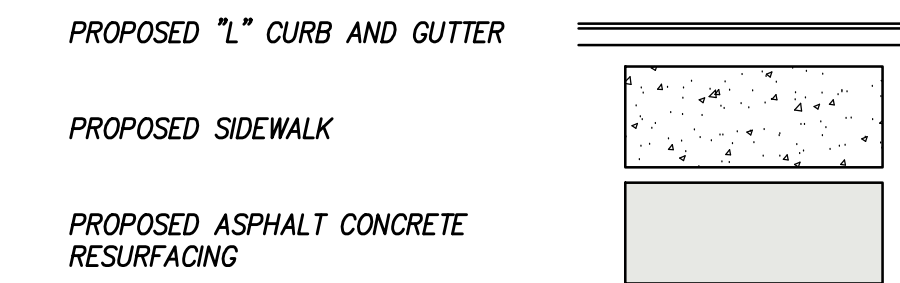 PROPOSED "L" CURB AND GUTTER
PROPOSED SIDEWALK
PROPOSED ASPHALT CONCRETE
RESURFACING